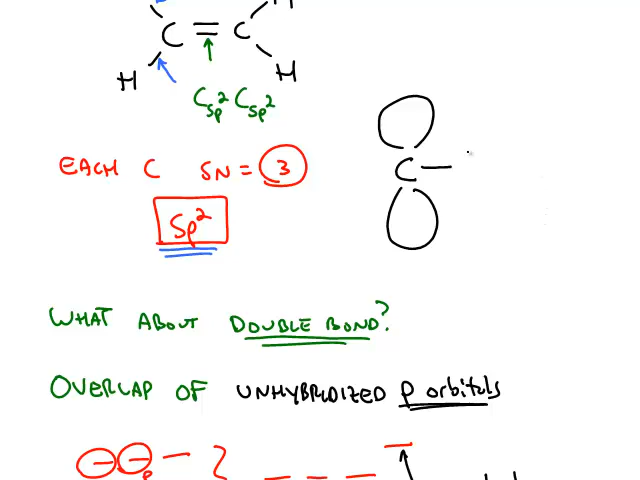 H
C = C
H H
Csp² Csp²
EACH C SN = 3
C —
Sp²
WHAT ABOUT DOUBLE BOND?
OVERLAP OF UNHYBRIDIZED p orbitals
p